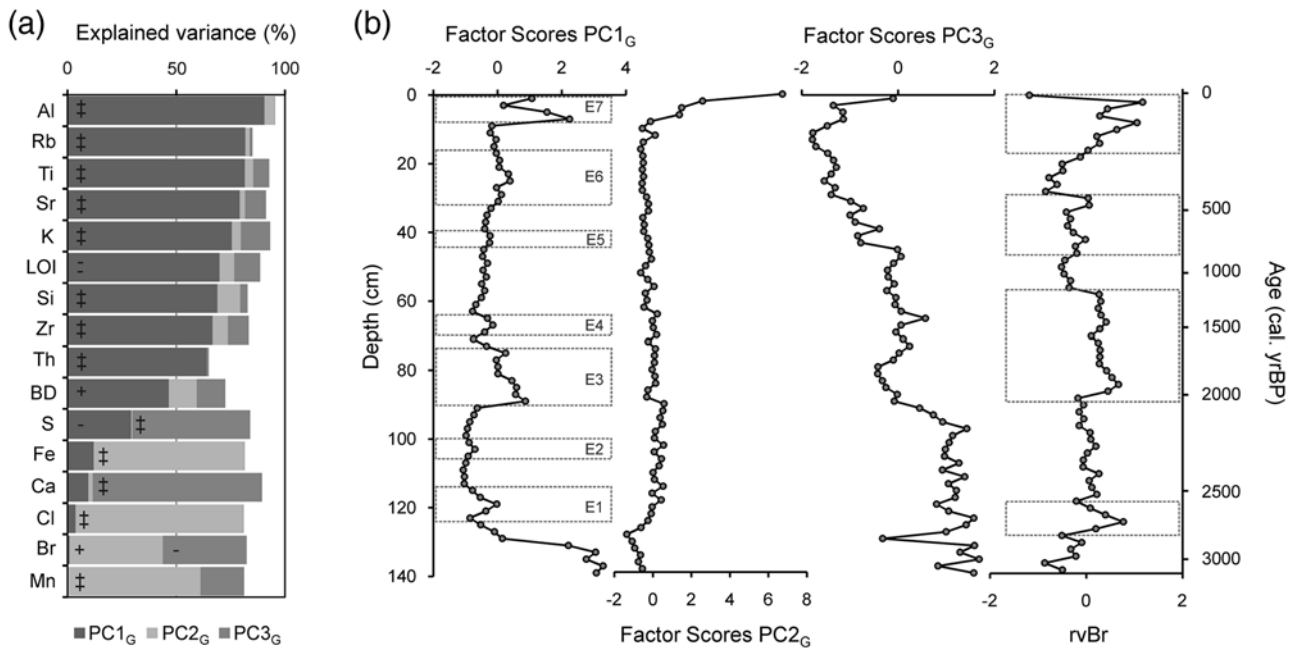 (a)
Explained variance (%)
0 50 100
Al ‡
Rb ‡
Ti ‡
Sr ‡
K ‡
LOI
Si ‡
Zr ‡
Th ‡
BD +
S - ‡
Fe ‡
Ca ‡
Cl ‡
Br + -
Mn ‡
PC1G PC2G PC3G
(b)
Factor Scores PC1G
-2 0 2 4
Factor Scores PC3G
-2 0 2
Depth (cm)
0
20
40
60
80
100
120
140
E7
E6
E5
E4
E3
E2
E1
0 2 4 6 8
Factor Scores PC2G
-2 0 2
rvBr
0
500
1000
1500
2000
2500
3000
Age (cal. yrBP)